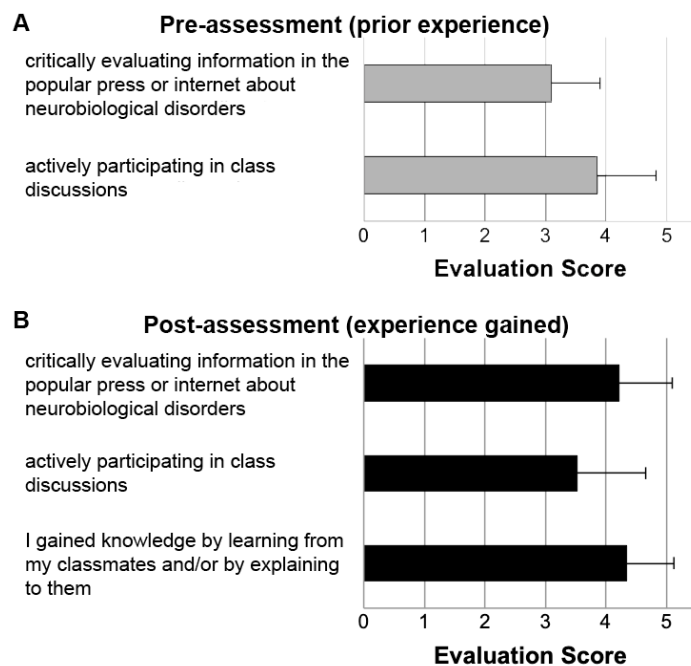 A
Pre-assessment (prior experience)
critically evaluating information in the
popular press or internet about
neurobiological disorders
actively participating in class
discussions
0 1 2 3 4 5
Evaluation Score
B
Post-assessment (experience gained)
critically evaluating information in the
popular press or internet about
neurobiological disorders
actively participating in class
discussions
I gained knowledge by learning from
my classmates and/or by explaining
to them
0 1 2 3 4 5
Evaluation Score